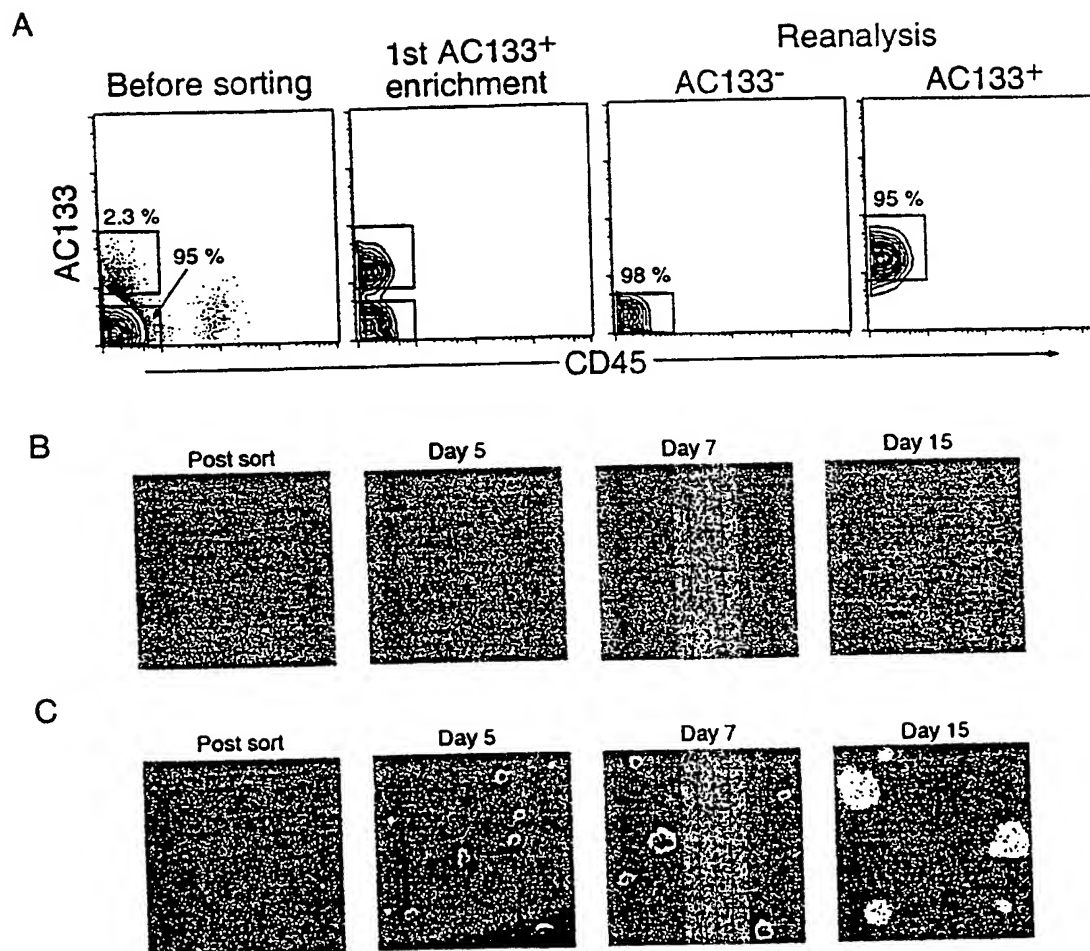 A
Before sorting
1st AC133+
enrichment
Reanalysis
AC133-
AC133+
AC133
2.3 %
95 %
98 %
95 %
CD45
B
Post sort
Day 5
Day 7
Day 15
C
Post sort
Day 5
Day 7
Day 15